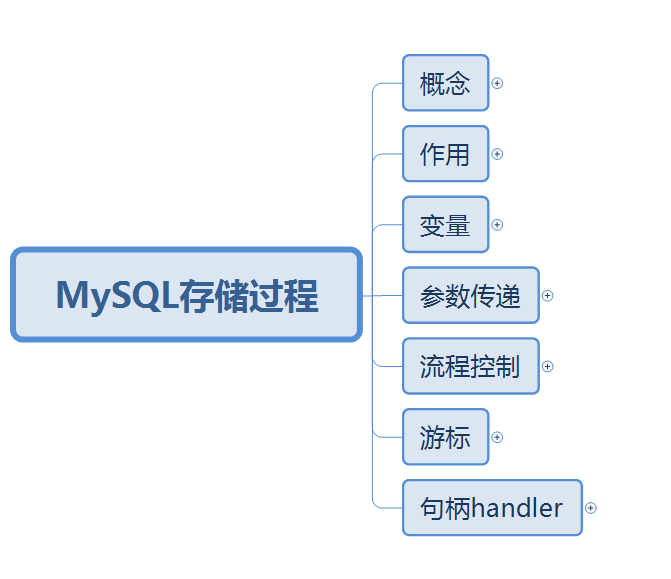 概念
作用
变量
MySQL存储过程
参数传递
流程控制
游标
句柄handler